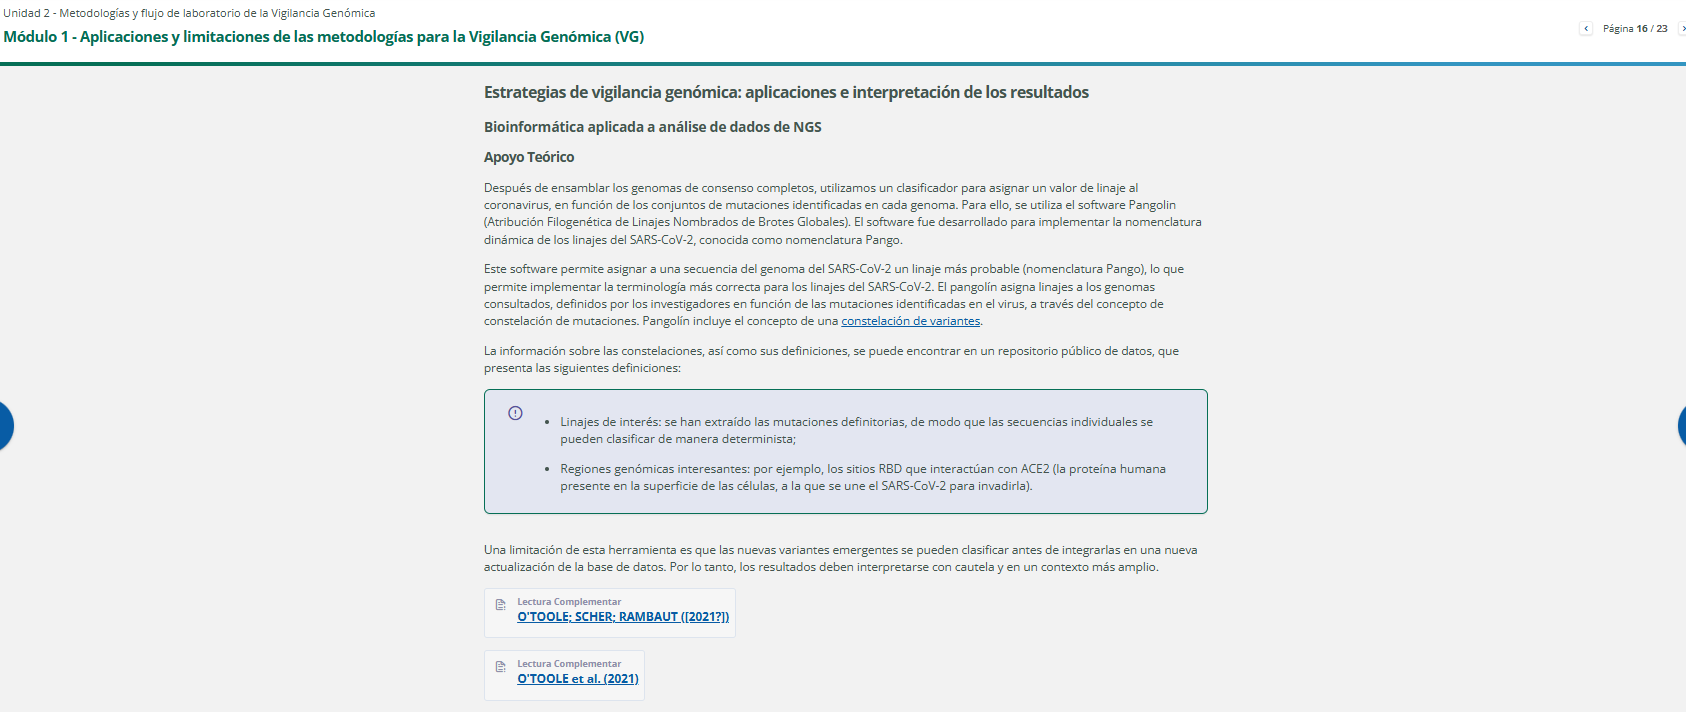 Unidad 2 - Metodologías y flujo de laboratorio de la Vigilancia Genómica
Módulo 1 - Aplicaciones y limitaciones de las metodologías para la Vigilancia Genómica (VG)
Página 16 / 23
Estrategias de vigilancia genómica: aplicaciones e interpretación de los resultados
Bioinformática aplicada a análise de dados de NGS
Apoyo Teórico
Después de ensamblar los genomas de consenso completos, utilizamos un clasificador para asignar un valor de linaje al
coronavirus, en función de los conjuntos de mutaciones identificadas en cada genoma. Para ello, se utiliza el software Pangolin
(Atribución Filogenética de Linajes Nombrados de Brotes Globales). El software fue desarrollado para implementar la nomenclatura
dinámica de los linajes del SARS-CoV-2, conocida como nomenclatura Pango.
Este software permite asignar a una secuencia del genoma del SARS-CoV-2 un linaje más probable (nomenclatura Pango), lo que
permite implementar la terminología más correcta para los linajes del SARS-CoV-2. El pangolín asigna linajes a los genomas
consultados, definidos por los investigadores en función de las mutaciones identificadas en el virus, a través del concepto de
constelación de mutaciones. Pangolín incluye el concepto de una constelación de variantes.
La información sobre las constelaciones, así como sus definiciones, se puede encontrar en un repositorio público de datos, que
presenta las siguientes definiciones:
• Linajes de interés: se han extraído las mutaciones definitorias, de modo que las secuencias individuales se
pueden clasificar de manera determinista;
• Regiones genómicas interesantes: por ejemplo, los sitios RBD que interactúan con ACE2 (la proteína humana
presente en la superficie de las células, a la que se une el SARS-CoV-2 para invadirla).
Una limitación de esta herramienta es que las nuevas variantes emergentes se pueden clasificar antes de integrarlas en una nueva
actualización de la base de datos. Por lo tanto, los resultados deben interpretarse con cautela y en un contexto más amplio.
Lectura Complementar
O'TOOLE; SCHER; RAMBAUT ([2021?])
Lectura Complementar
O'TOOLE et al. (2021)